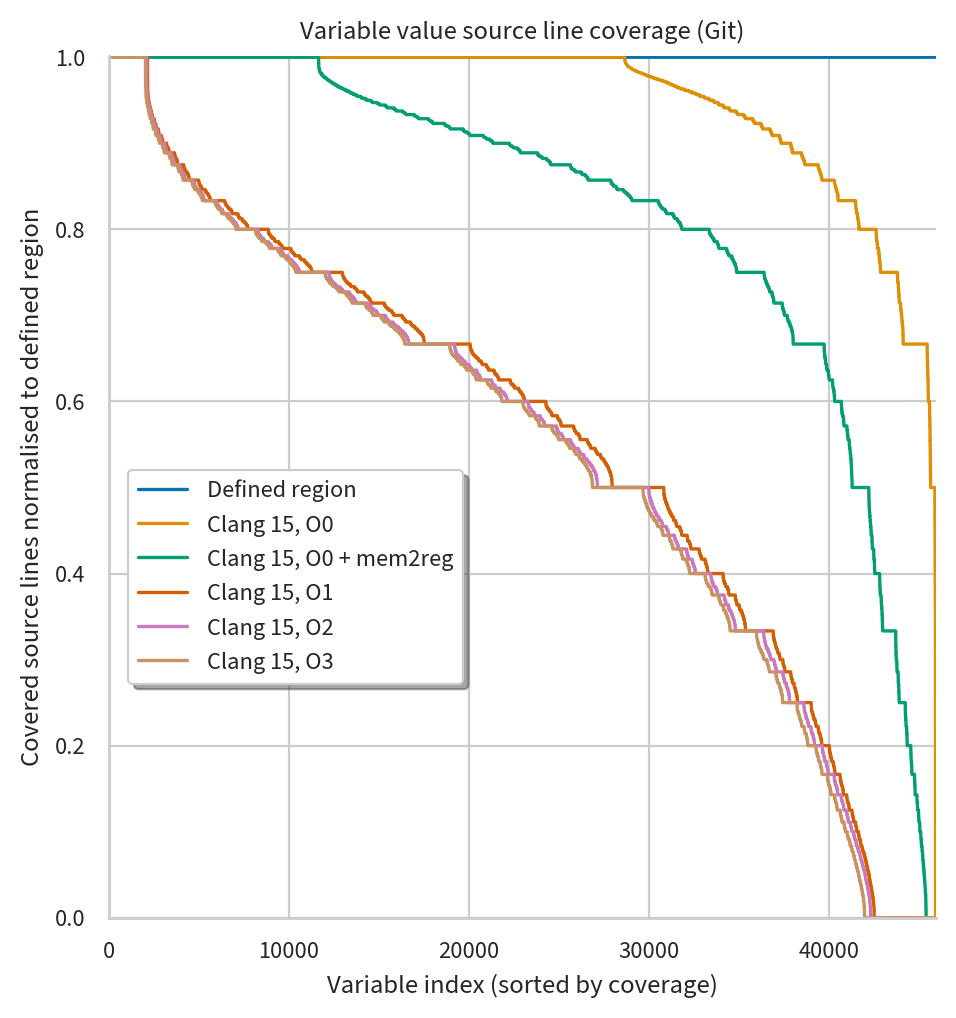 Variable value source line coverage (Git)
Covered source lines normalised to defined region
1.0
0.8
0.6
0.4
0.2
0.0
Defined region
Clang 15, O0
Clang 15, O0 + mem2reg
Clang 15, O1
Clang 15, O2
Clang 15, O3
0
10000
20000
30000
40000
Variable index (sorted by coverage)